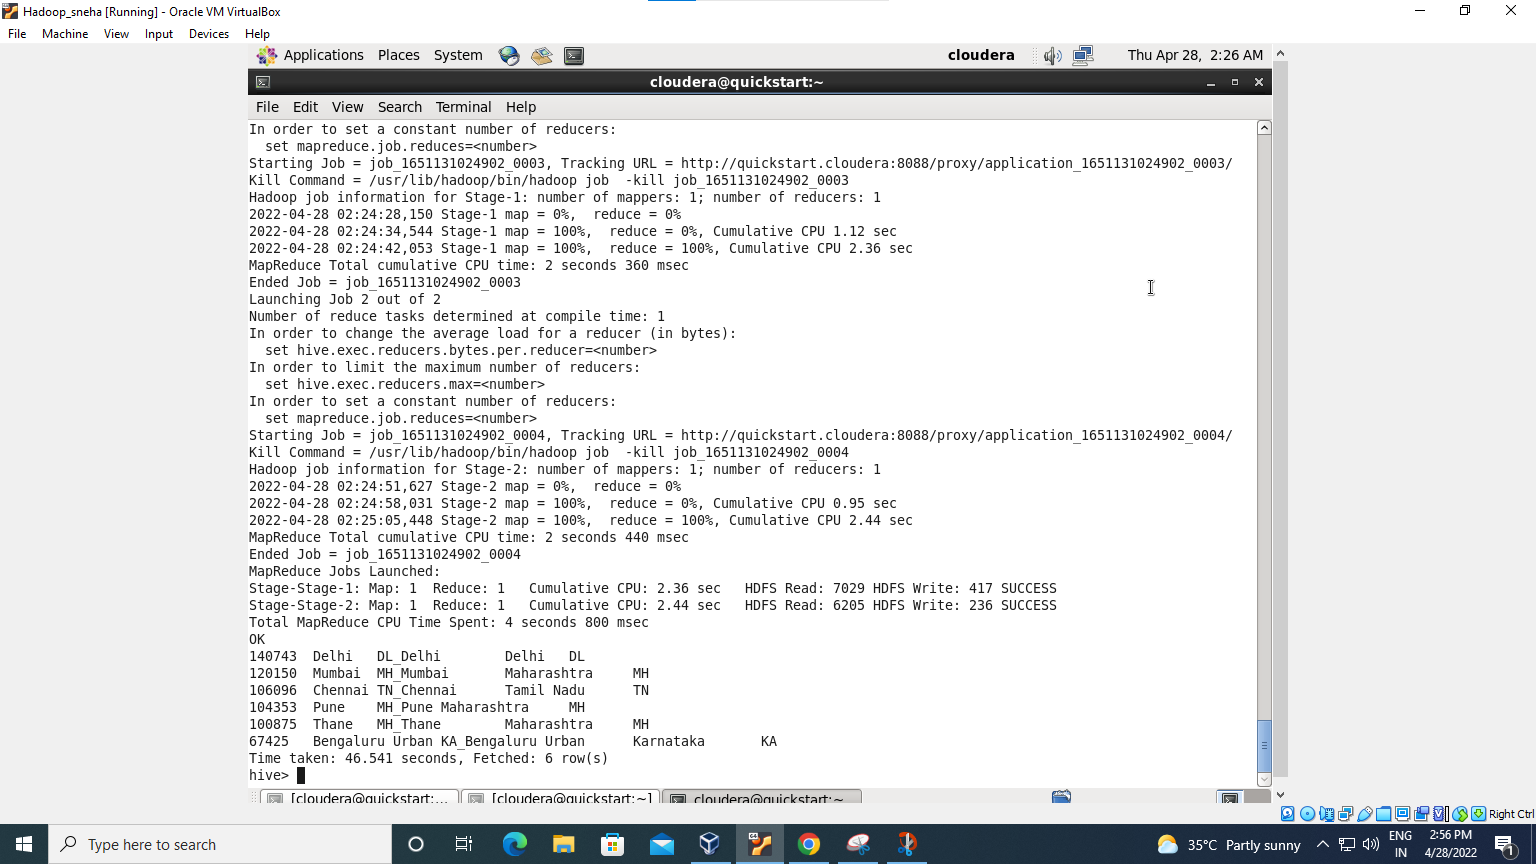 Hadoop_sneha [Running] - Oracle VM VirtualBox
File Machine View Input Devices Help
Applications Places System cloudera Thu Apr 28, 2:26 AM
cloudera@quickstart:~
File Edit View Search Terminal Help
In order to set a constant number of reducers:
  set mapreduce.job.reduces=<number>
Starting Job = job_1651131024902_0003, Tracking URL = http://quickstart.cloudera:8088/proxy/application_1651131024902_0003/
Kill Command = /usr/lib/hadoop/bin/hadoop job  -kill job_1651131024902_0003
Hadoop job information for Stage-1: number of mappers: 1; number of reducers: 1
2022-04-28 02:24:28,150 Stage-1 map = 0%,  reduce = 0%
2022-04-28 02:24:34,544 Stage-1 map = 100%,  reduce = 0%, Cumulative CPU 1.12 sec
2022-04-28 02:24:42,053 Stage-1 map = 100%,  reduce = 100%, Cumulative CPU 2.36 sec
MapReduce Total cumulative CPU time: 2 seconds 360 msec
Ended Job = job_1651131024902_0003
Launching Job 2 out of 2
Number of reduce tasks determined at compile time: 1
In order to change the average load for a reducer (in bytes):
  set hive.exec.reducers.bytes.per.reducer=<number>
In order to limit the maximum number of reducers:
  set hive.exec.reducers.max=<number>
In order to set a constant number of reducers:
  set mapreduce.job.reduces=<number>
Starting Job = job_1651131024902_0004, Tracking URL = http://quickstart.cloudera:8088/proxy/application_1651131024902_0004/
Kill Command = /usr/lib/hadoop/bin/hadoop job  -kill job_1651131024902_0004
Hadoop job information for Stage-2: number of mappers: 1; number of reducers: 1
2022-04-28 02:24:51,627 Stage-2 map = 0%,  reduce = 0%
2022-04-28 02:24:58,031 Stage-2 map = 100%,  reduce = 0%, Cumulative CPU 0.95 sec
2022-04-28 02:25:05,448 Stage-2 map = 100%,  reduce = 100%, Cumulative CPU 2.44 sec
MapReduce Total cumulative CPU time: 2 seconds 440 msec
Ended Job = job_1651131024902_0004
MapReduce Jobs Launched:
Stage-Stage-1: Map: 1  Reduce: 1   Cumulative CPU: 2.36 sec   HDFS Read: 7029 HDFS Write: 417 SUCCESS
Stage-Stage-2: Map: 1  Reduce: 1   Cumulative CPU: 2.44 sec   HDFS Read: 6205 HDFS Write: 236 SUCCESS
Total MapReduce CPU Time Spent: 4 seconds 800 msec
OK
140743  Delhi   DL_Delhi        Delhi   DL
120150  Mumbai  MH_Mumbai       Maharashtra     MH
106096  Chennai TN_Chennai      Tamil Nadu      TN
104353  Pune    MH_Pune Maharashtra     MH
100875  Thane   MH_Thane        Maharashtra     MH
67425   Bengaluru Urban KA_Bengaluru Urban      Karnataka       KA
Time taken: 46.541 seconds, Fetched: 6 row(s)
hive>
[cloudera@quickstart:... [cloudera@quickstart:~] cloudera@quickstart:~
Right Ctrl
Type here to search
35°C Partly sunny
ENG
IN
2:56 PM
4/28/2022
1